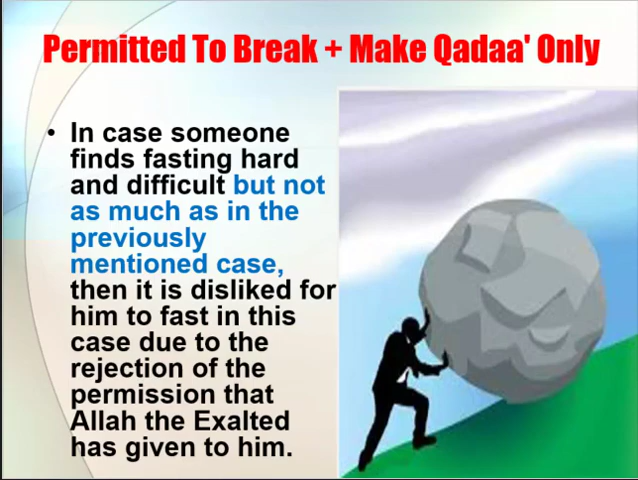 Permitted To Break + Make Qadaa' Only
• In case someone
finds fasting hard
and difficult but not
as much as in the
previously
mentioned case,
then it is disliked for
him to fast in this
case due to the
rejection of the
permission that
Allah the Exalted
has given to him.